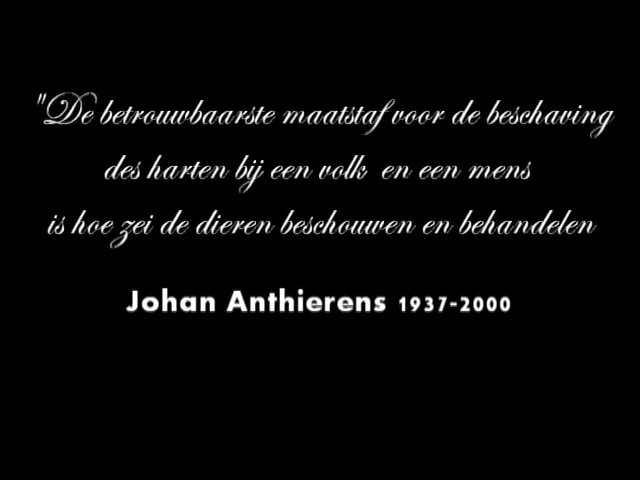 "De betrouwbaarste maatstaf voor de beschaving
des harten bij een volk en een mens
is hoe zei de dieren beschouwen en behandelen
Johan Anthierens 1937-2000